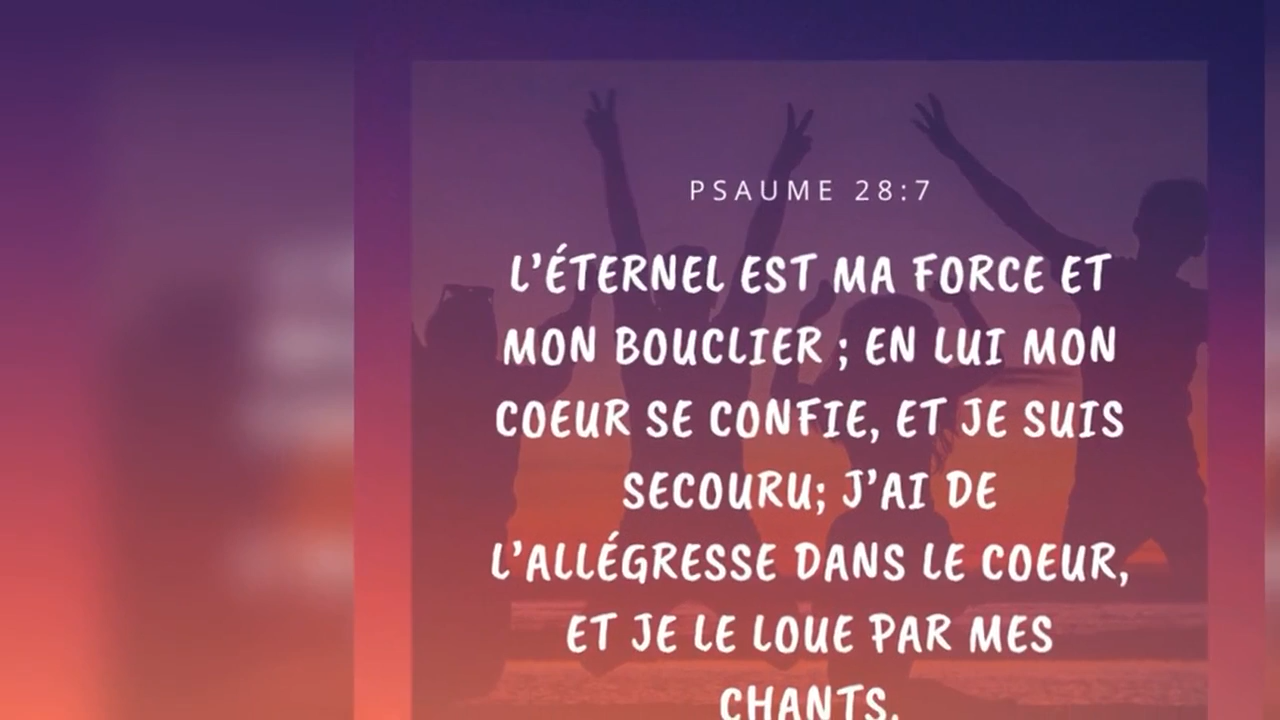 PSAUME 28:7
L'ÉTERNEL EST MA FORCE ET
MON BOUCLIER ; EN LUI MON
COEUR SE CONFIE, ET JE SUIS
SECOURU; J'AI DE
L'ALLÉGRESSE DANS LE COEUR,
ET JE LE LOUE PAR MES
CHANTS.